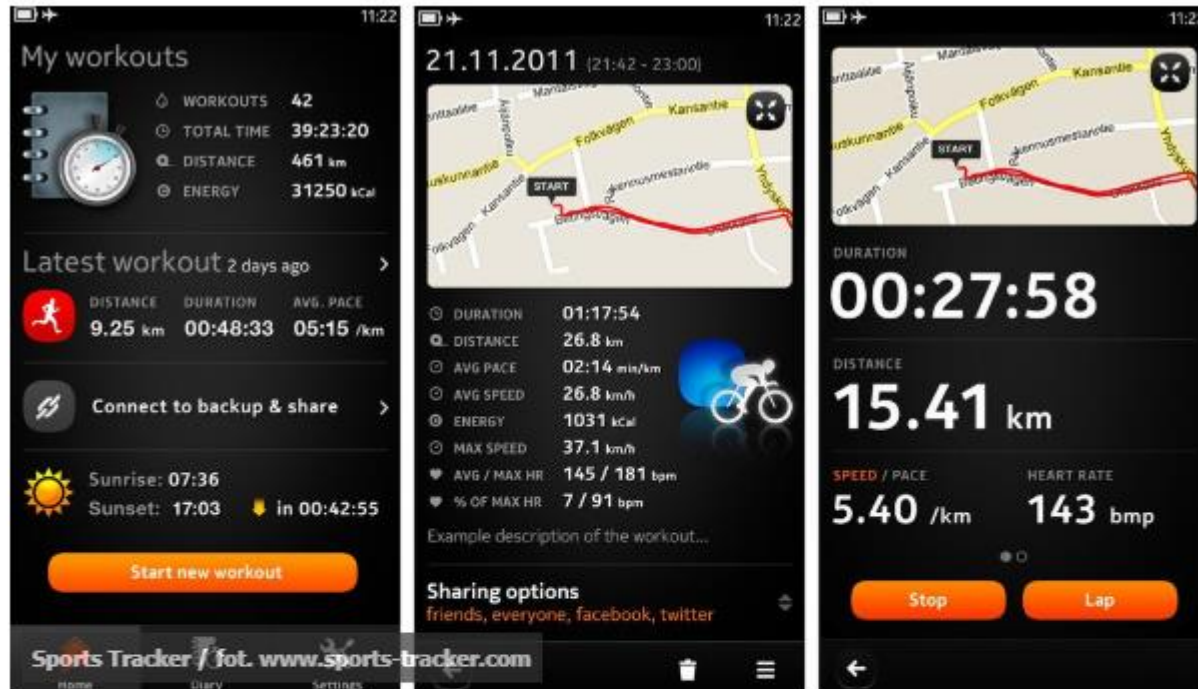 11:22
My workouts
WORKOUTS 42
TOTAL TIME 39:23:20
DISTANCE 461 km
ENERGY 31250 kCal
Latest workout 2 days ago
DISTANCE DURATION AVG. PACE
9.25 km 00:48:33 05:15 /km
Connect to backup & share
Sunrise: 07:36
Sunset: 17:03 in 00:42:55
Start new workout
Home Diary Settings
11:22
21.11.2011 (21:42 - 23:00)
Kansantie
Folkvägen
START
Kansantie
Folkvägen
DURATION 01:17:54
DISTANCE 26.8 km
AVG PACE 02:14 min/km
AVG SPEED 26.8 km/h
ENERGY 1031 kCal
MAX SPEED 37.1 km/h
AVG / MAX HR 145 / 181 bpm
% OF MAX HR 7 / 91 bpm
Example description of the workout...
Sharing options
friends, everyone, facebook, twitter
Kansantie
Folkvägen
START
Kansantie
DURATION
00:27:58
DISTANCE
15.41 km
SPEED / PACE HEART RATE
5.40 /km 143 bmp
Stop Lap
Sports Tracker / fot. www.sports-tracker.com